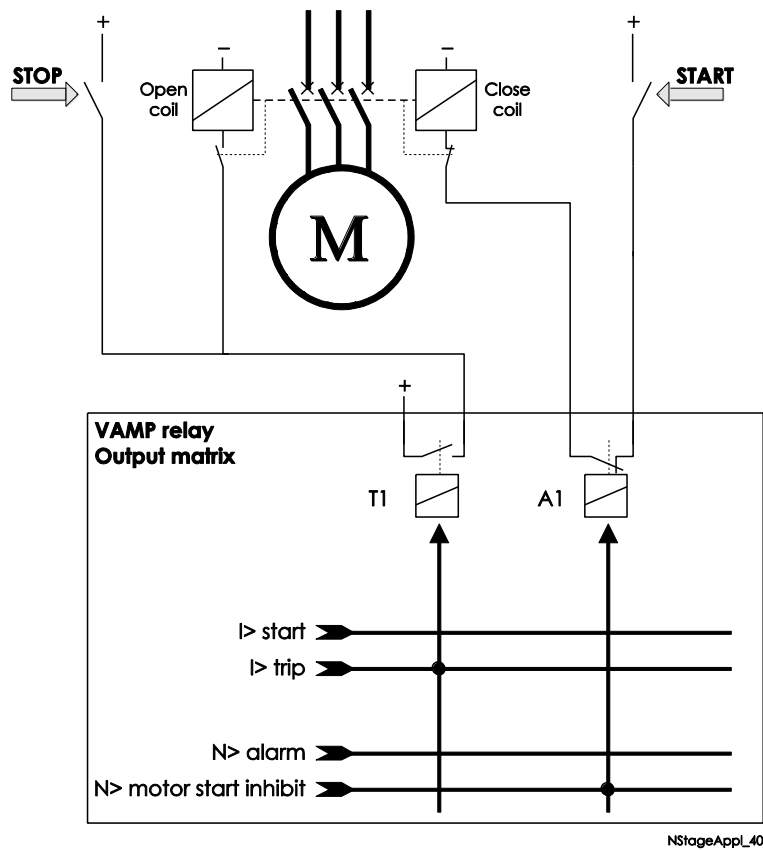 +
+
STOP
Open
coil
−
−
Close
coil
START
M
+
VAMP relay
Output matrix
T1
A1
I> start
I> trip
N> alarm
N> motor start inhibit
NStageAppl_40